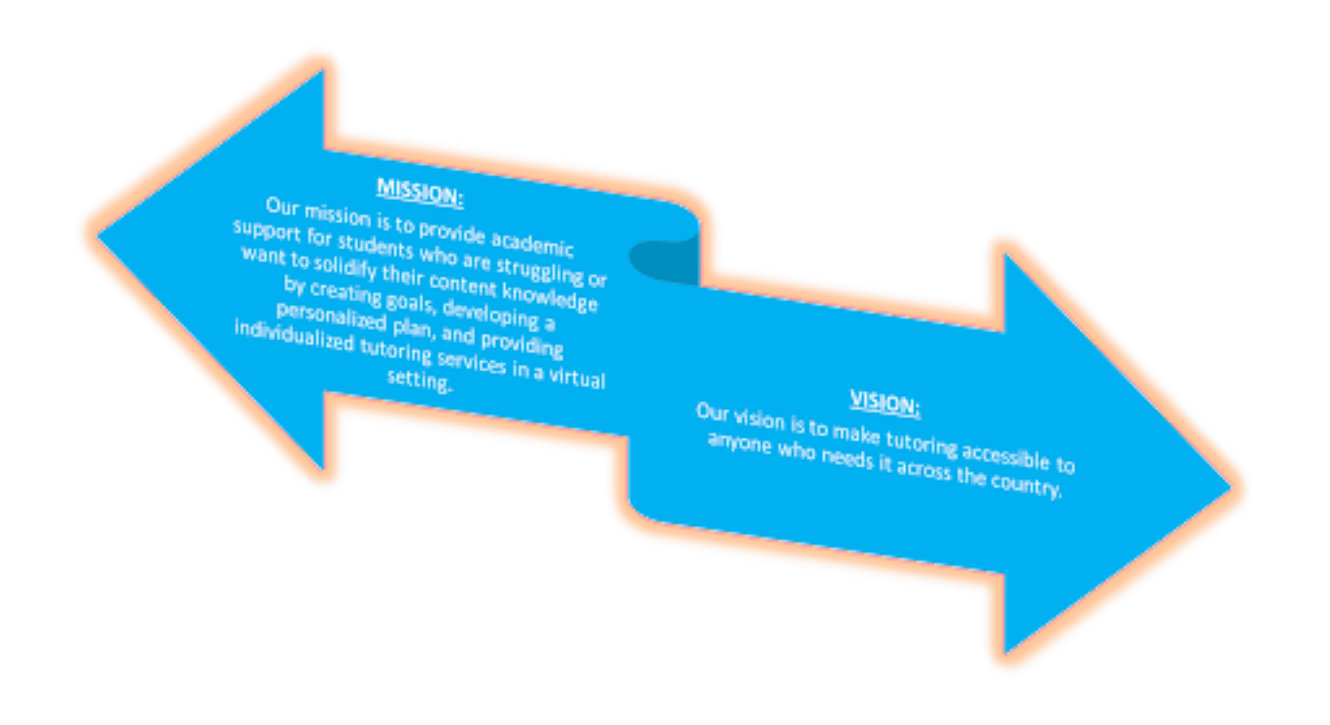 MISSION:
Our mission is to provide academic
support for students who are struggling or
want to solidify their content knowledge
by creating goals, developing a
personalized plan, and providing
individualized tutoring services in a virtual
setting.
VISION:
Our vision is to make tutoring accessible to
anyone who needs it across the country.